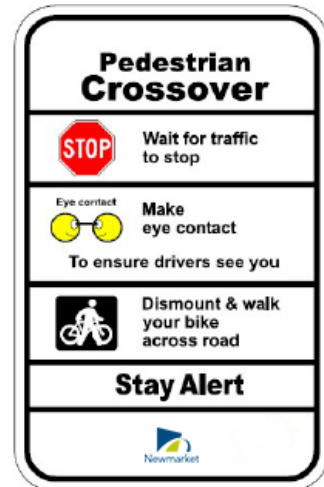 Pedestrian
Crossover
STOP
Wait for traffic
to stop
Eye contact
Make
eye contact
To ensure drivers see you
Dismount & walk
your bike
across road
Stay Alert
Newmarket